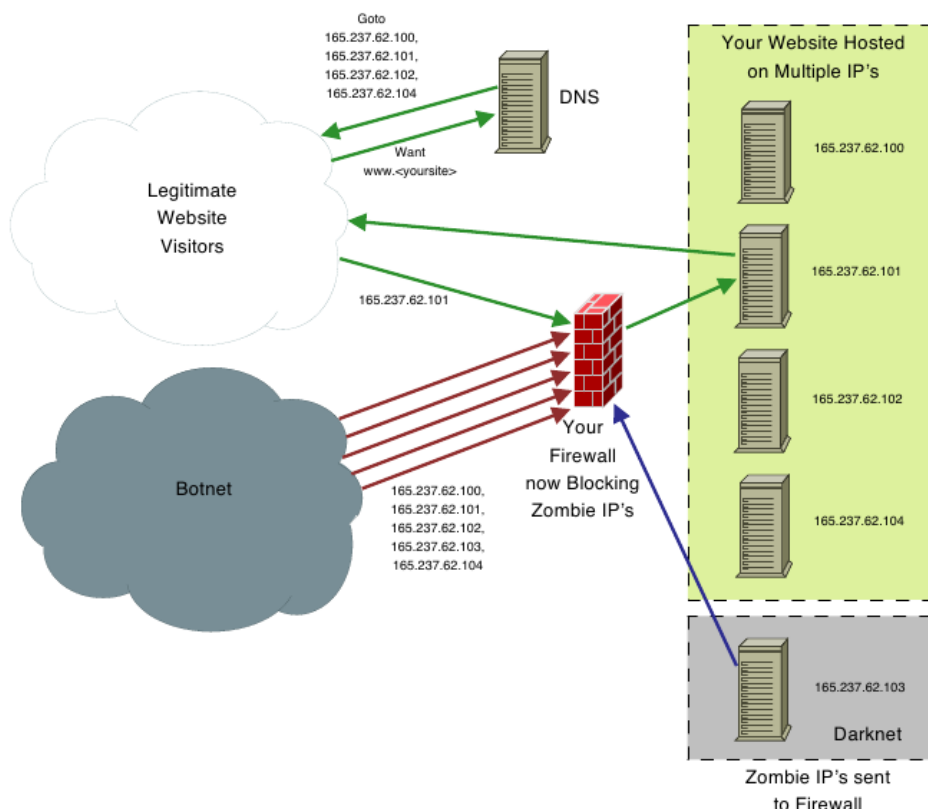 Goto
165.237.62.100,
165.237.62.101,
165.237.62.102,
165.237.62.104
DNS
Want
www.<yoursite>
Your Website Hosted
on Multiple IP's
165.237.62.100
Legitimate
Website
Visitors
165.237.62.101
165.237.62.101
165.237.62.102
Your
Firewall
now Blocking
Zombie IP's
Botnet
165.237.62.100,
165.237.62.101,
165.237.62.102,
165.237.62.103,
165.237.62.104
165.237.62.104
165.237.62.103
Darknet
Zombie IP's sent
to Firewall